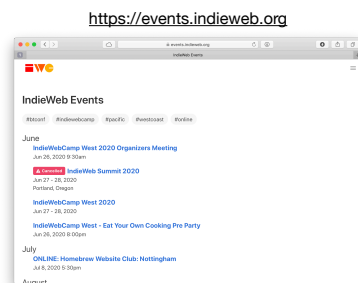 https://events.indieweb.org
events.indieweb.org
IndieWeb Events
IWC
IndieWeb Events
#btconf #indiewebcamp #pacific #westcoast #online
June
IndieWebCamp West 2020 Organizers Meeting
Jun 26, 2020 9:30am
Cancelled IndieWeb Summit 2020
Jun 27 - 28, 2020
Portland, Oregon
IndieWebCamp West 2020
Jun 27 - 28, 2020
IndieWebCamp West - Eat Your Own Cooking Pre Party
Jun 26, 2020 8:00pm
July
ONLINE: Homebrew Website Club: Nottingham
Jul 8, 2020 5:30pm
August